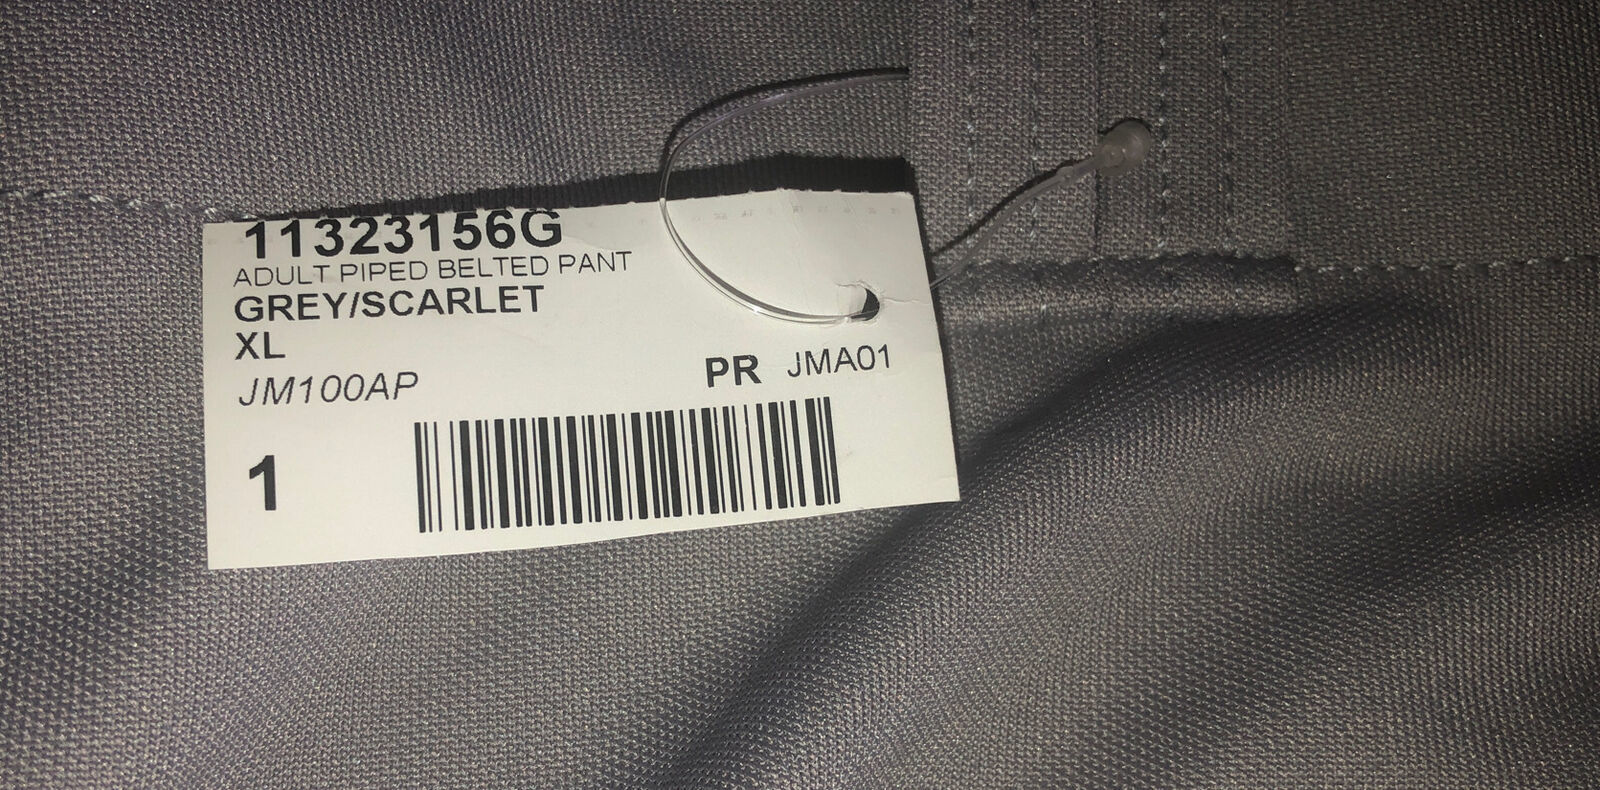 11323156G
ADULT PIPED BELTED PANT
GREY/SCARLET
XL
JM100AP
PR JMA01
1